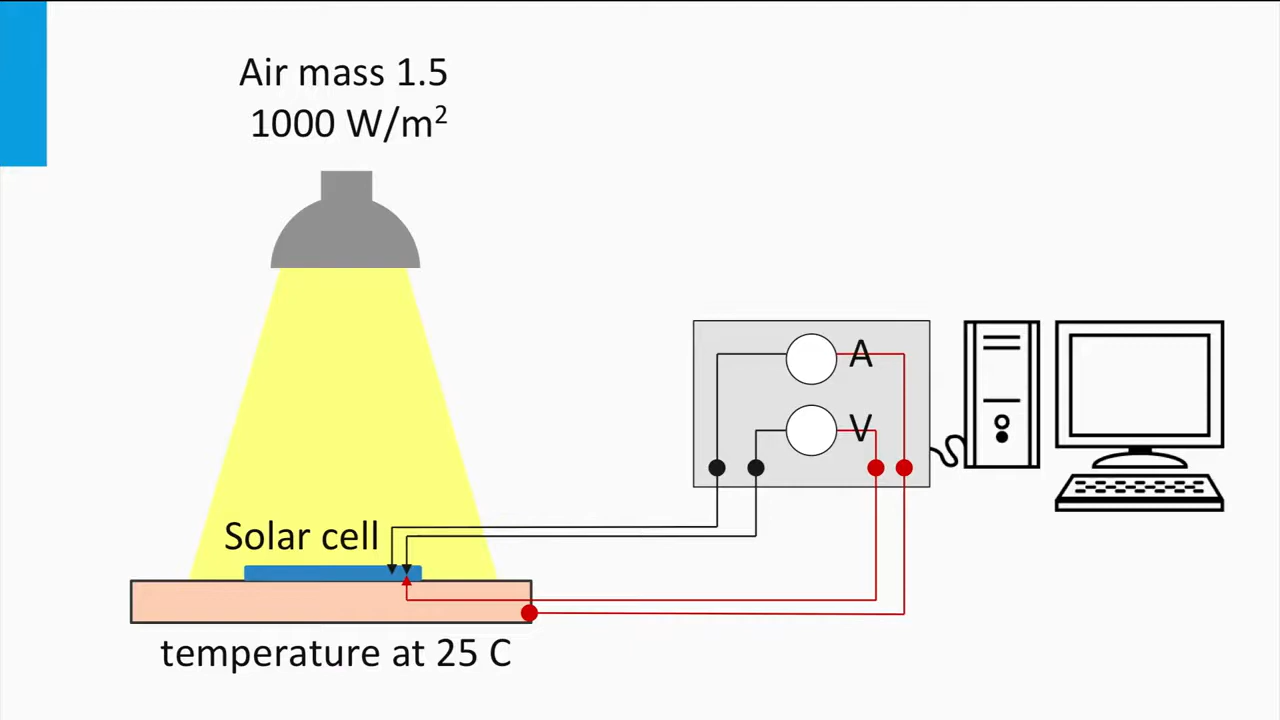 Air mass 1.5
1000 W/m²
A
V
Solar cell
temperature at 25 C